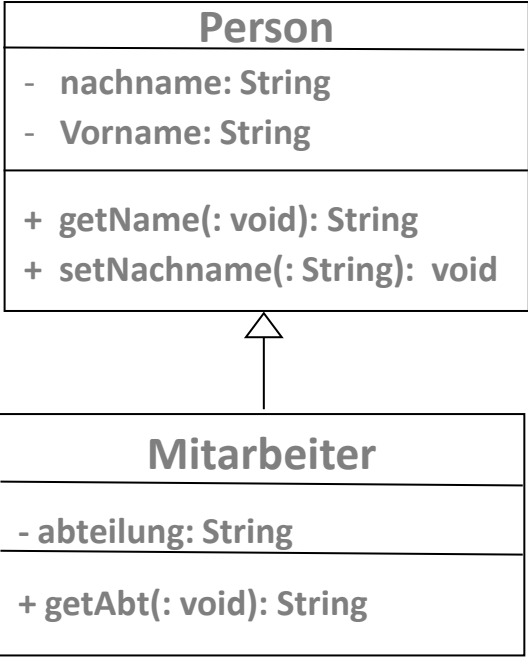 Person
- nachname: String
- Vorname: String
+ getName(: void): String
+ setNachname(: String): void
Mitarbeiter
- abteilung: String
+ getAbt(: void): String